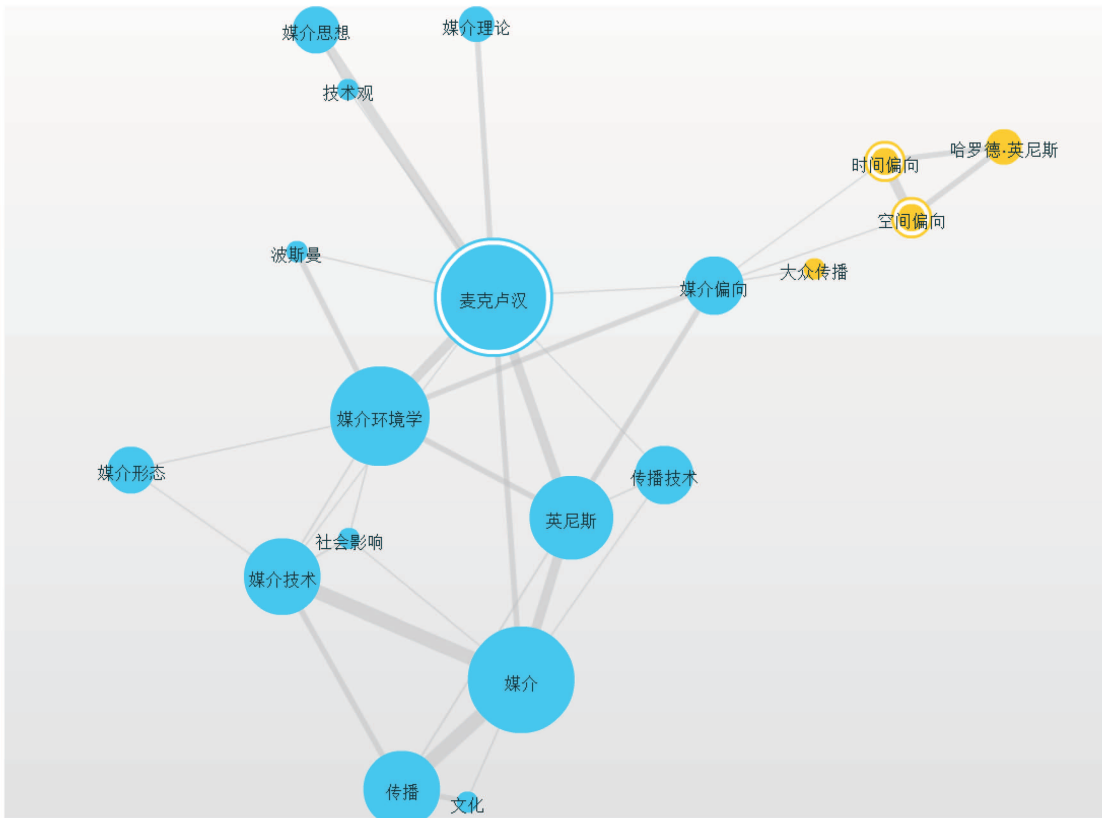 媒介思想
媒介理论
技术观
哈罗德·英尼斯
时间偏向
空间偏向
波斯曼
大众传播
媒介偏向
麦克卢汉
媒介环境学
媒介形态
传播技术
英尼斯
社会影响
媒介技术
媒介
传播
文化